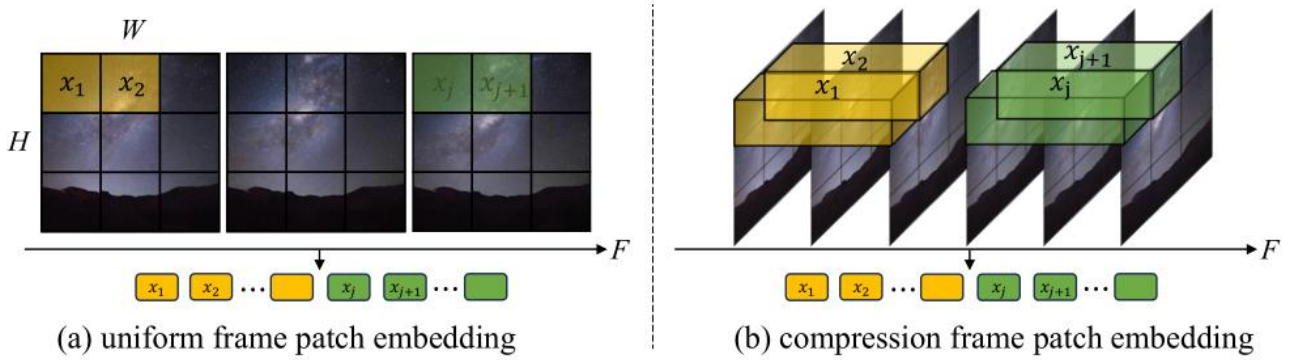 W
H
x₁ x₂ xⱼ xⱼ₊₁
F
x₁ x₂ ··· xⱼ xⱼ₊₁ ···
(a) uniform frame patch embedding
x₂ xⱼ₊₁
x₁ xⱼ
F
x₁ x₂ ··· xⱼ xⱼ₊₁ ···
(b) compression frame patch embedding